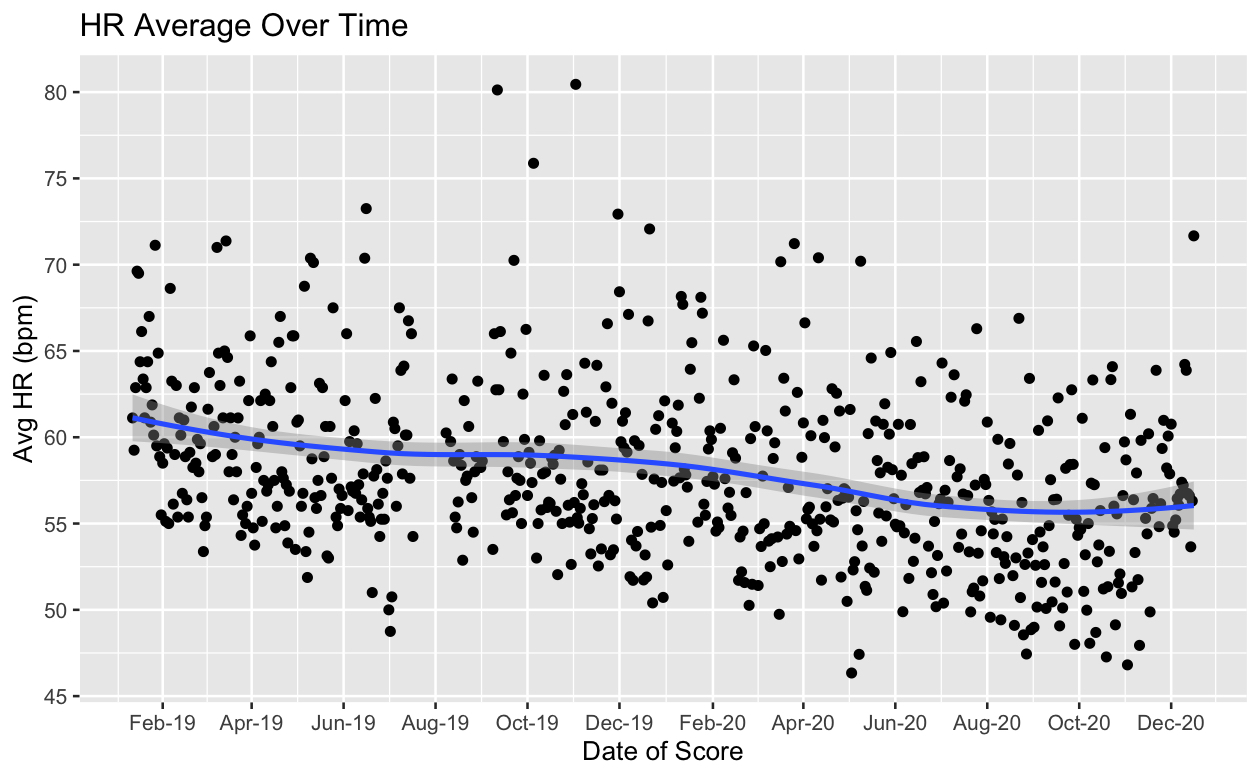 HR Average Over Time
Avg HR (bpm)
80
75
70
65
60
55
50
45
Feb-19 Apr-19 Jun-19 Aug-19 Oct-19 Dec-19 Feb-20 Apr-20 Jun-20 Aug-20 Oct-20 Dec-20
Date of Score